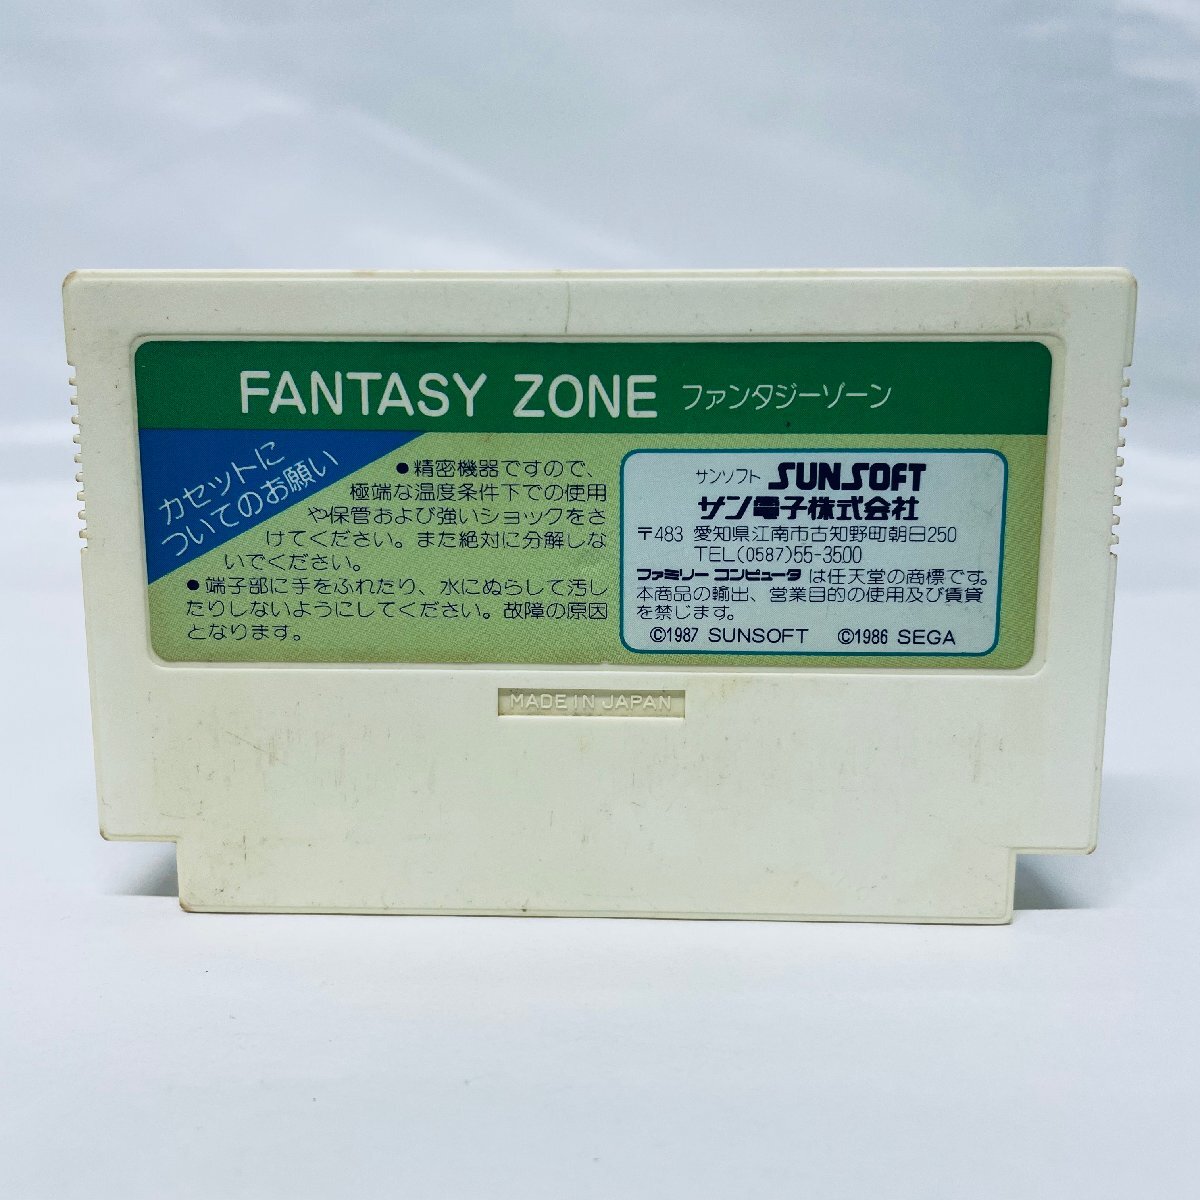 FANTASY ZONE ファンタジーゾーン
カセットに
ついてのお願い
●精密機器ですので、
極端な温度条件下での使用
や保管および強いショックをさ
けてください。また絶対に分解しな
いでください。
●端子部に手をふれたり、水にぬらして汚し
たりしないようにしてください。故障の原因
となります。
サンソフト SUNSOFT
サン電子株式会社
〒483 愛知県江南市古知野町朝日250
TEL(0587)55-3500
ファミリーコンピュータ は任天堂の商標です。
本商品の輸出、営業目的の使用及び賃貸
を禁じます。
©1987 SUNSOFT ©1986 SEGA
MADE IN JAPAN